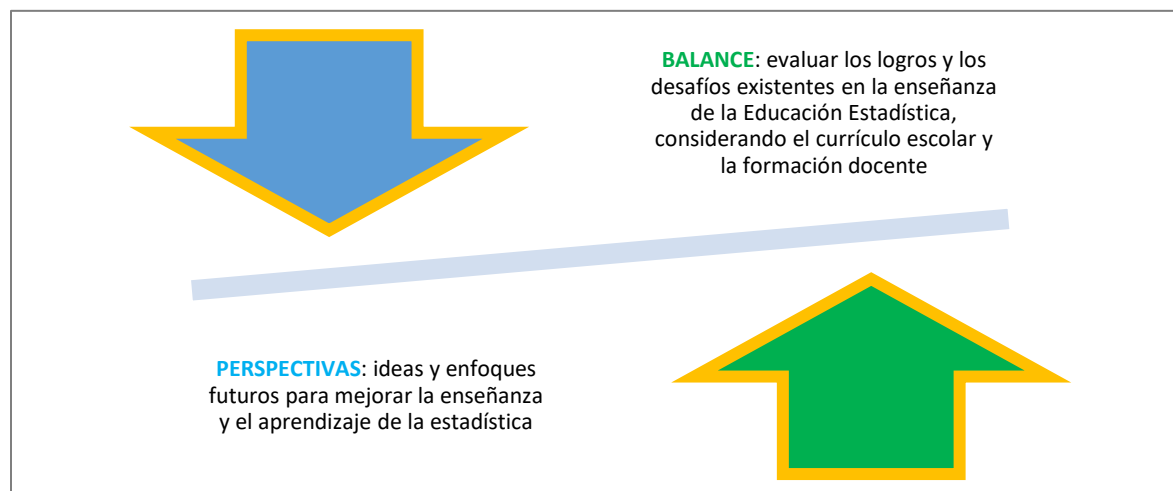 BALANCE: evaluar los logros y los
desafíos existentes en la enseñanza
de la Educación Estadística,
considerando el currículo escolar y
la formación docente
PERSPECTIVAS: ideas y enfoques
futuros para mejorar la enseñanza
y el aprendizaje de la estadística